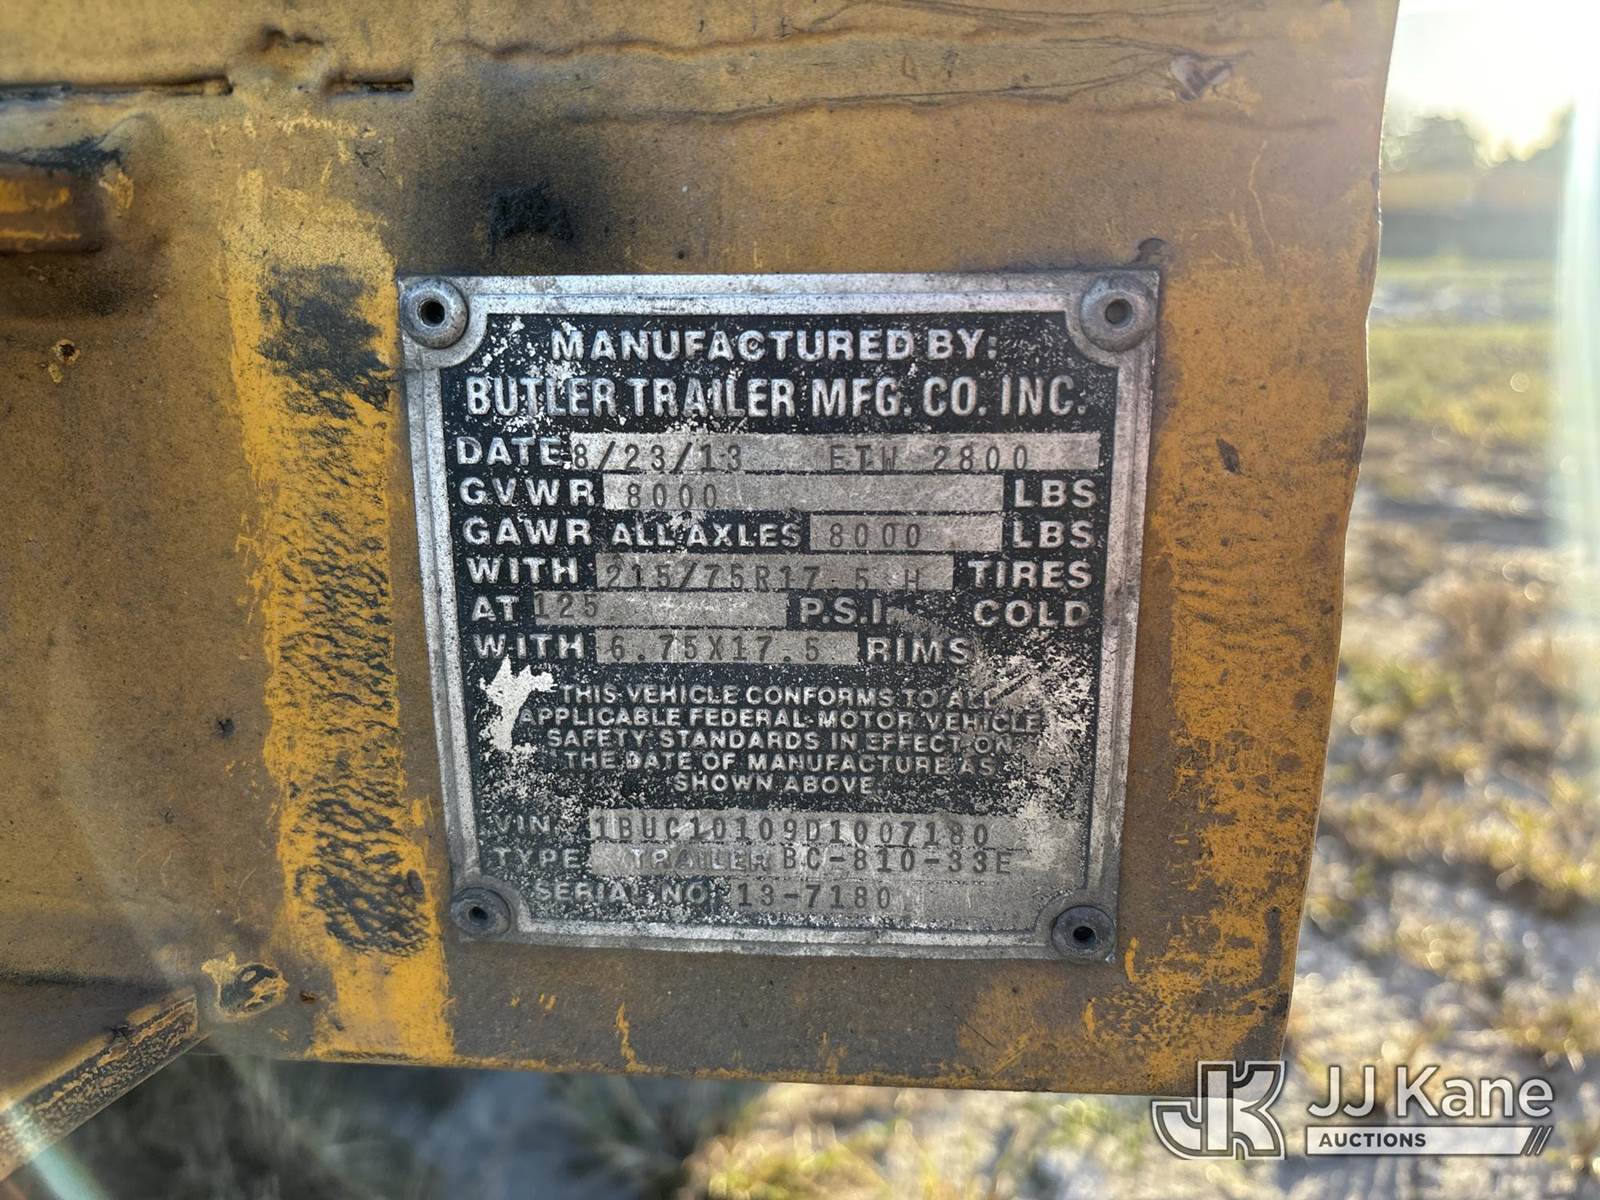 MANUFACTURED BY:
BUTLER TRAILER MFG. CO. INC.
DATE 8/23/13 ETW 2800
GVWR 8000 LBS
GAWR ALL AXLES 8000 LBS
WITH 215/75R17.5 H TIRES
AT 125 P.S.I. COLD
WITH 6.75X17.5 RIMS
THIS VEHICLE CONFORMS TO ALL
APPLICABLE FEDERAL MOTOR VEHICLE
SAFETY STANDARDS IN EFFECT ON
THE DATE OF MANUFACTURE AS
SHOWN ABOVE
VIN 1BUC10109D1007180
TYPE TRAILER BC-810-33E
SERIAL NO 13-7180
JK JJ Kane
AUCTIONS